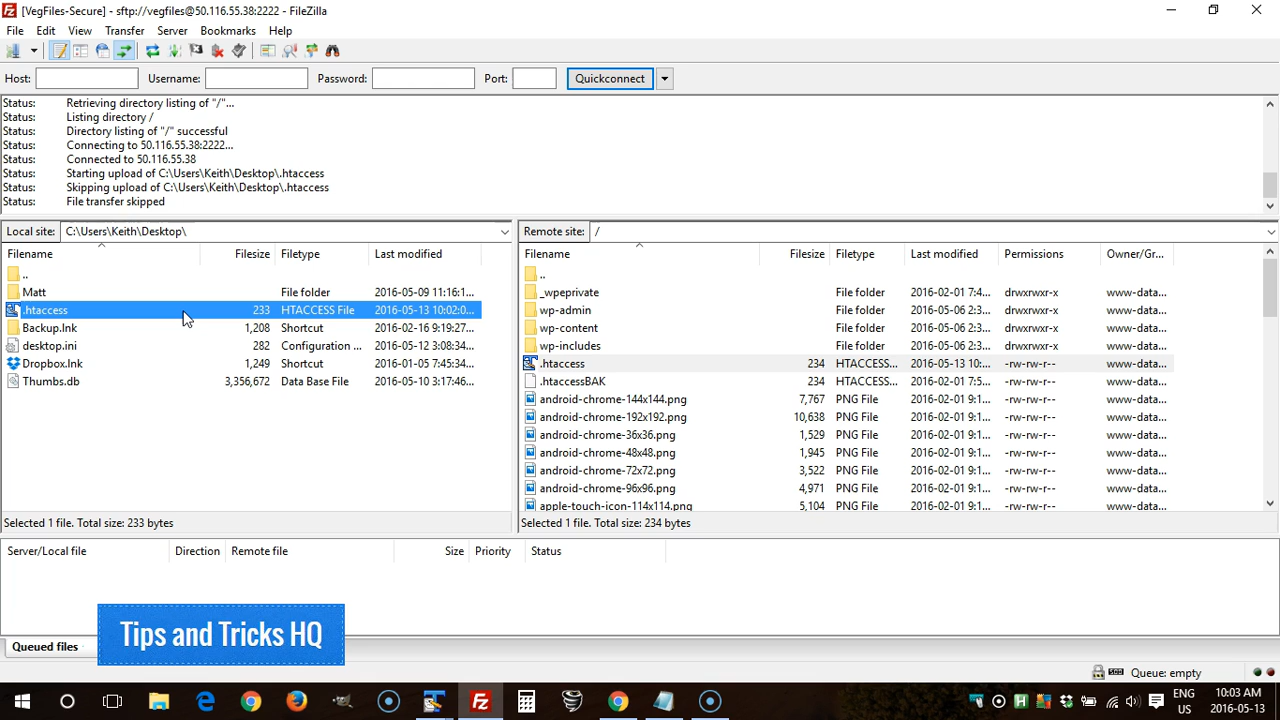 [VegFiles-Secure] - sftp://vegfiles@50.116.55.38:2222 - FileZilla
File Edit View Transfer Server Bookmarks Help
Host: Username: Password: Port: Quickconnect
Status: Retrieving directory listing of "/"...
Status: Listing directory /
Status: Directory listing of "/" successful
Status: Connecting to 50.116.55.38:2222...
Status: Connected to 50.116.55.38
Status: Starting upload of C:\Users\Keith\Desktop\.htaccess
Status: Skipping upload of C:\Users\Keith\Desktop\.htaccess
Status: File transfer skipped
Local site: C:\Users\Keith\Desktop\
Filename Filesize Filetype Last modified
..
Matt File folder 2016-05-09 11:16:1...
.htaccess 233 HTACCESS File 2016-05-13 10:02:0...
Backup.lnk 1,208 Shortcut 2016-02-16 9:19:27...
desktop.ini 282 Configuration ... 2016-05-12 3:08:34...
Dropbox.lnk 1,249 Shortcut 2016-01-05 7:45:34...
Thumbs.db 3,356,672 Data Base File 2016-05-10 3:17:46...
Selected 1 file. Total size: 233 bytes
Remote site: /
Filename Filesize Filetype Last modified Permissions Owner/Gr...
..
_wpeprivate File folder 2016-02-01 7:4... drwxrwxr-x www-data...
wp-admin File folder 2016-05-06 2:3... drwxrwxr-x www-data...
wp-content File folder 2016-05-06 2:3... drwxrwxr-x www-data...
wp-includes File folder 2016-05-06 2:3... drwxrwxr-x www-data...
.htaccess 234 HTACCESS... 2016-05-13 10:... -rw-rw-r-- www-data...
.htaccessBAK 234 HTACCESS... 2016-02-01 7:5... -rw-rw-r-- www-data...
android-chrome-144x144.png 7,767 PNG File 2016-02-01 9:1... -rw-rw-r-- www-data...
android-chrome-192x192.png 10,638 PNG File 2016-02-01 9:1... -rw-rw-r-- www-data...
android-chrome-36x36.png 1,529 PNG File 2016-02-01 9:1... -rw-rw-r-- www-data...
android-chrome-48x48.png 1,945 PNG File 2016-02-01 9:1... -rw-rw-r-- www-data...
android-chrome-72x72.png 3,522 PNG File 2016-02-01 9:1... -rw-rw-r-- www-data...
android-chrome-96x96.png 4,971 PNG File 2016-02-01 9:1... -rw-rw-r-- www-data...
apple-touch-icon-114x114.png 5,104 PNG File 2016-02-01 9:1... -rw-rw-r-- www-data...
Selected 1 file. Total size: 234 bytes
Server/Local file Direction Remote file Size Priority Status
Tips and Tricks HQ
Queued files
Queue: empty
ENG
US
10:03 AM
2016-05-13